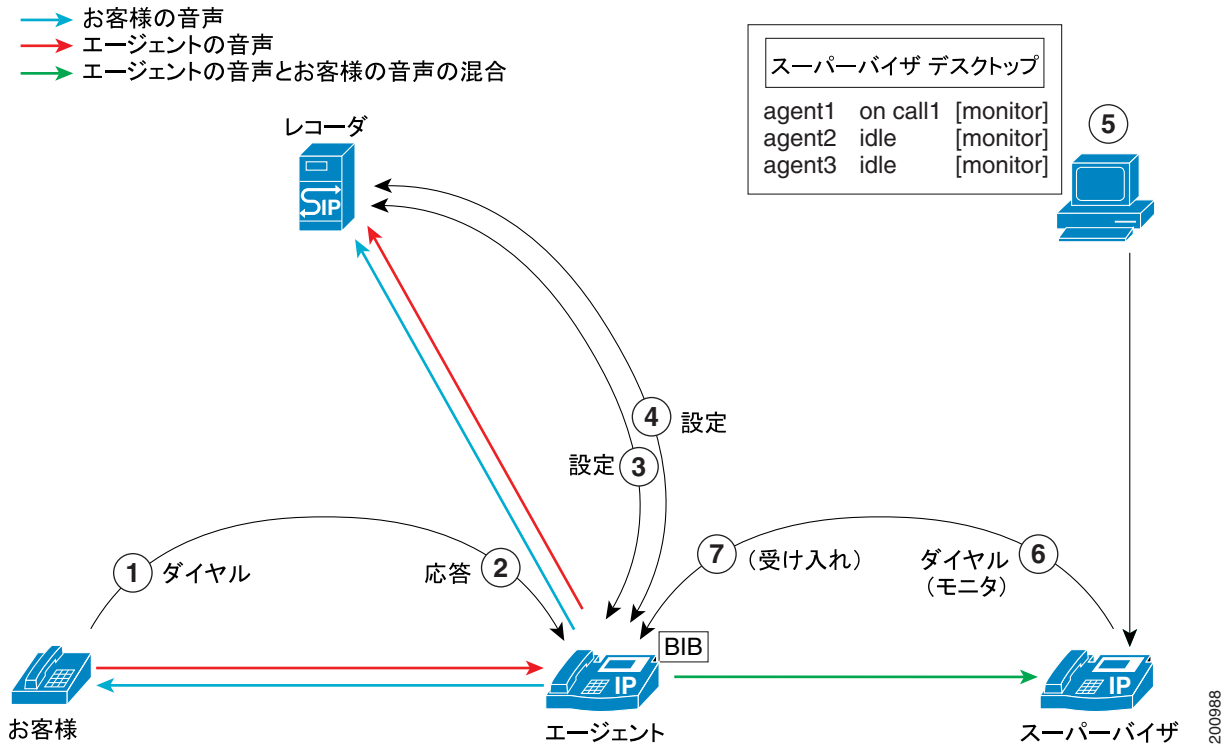 お客様の音声
エージェントの音声
エージェントの音声とお客様の音声の混合
スーパーバイザ デスクトップ
agent1 on call1 [monitor]
agent2 idle [monitor]
agent3 idle [monitor]
5
レコーダ
SIP
4 設定
設定 3
1 ダイヤル
応答 2
7 （受け入れ）
ダイヤル 6
（モニタ）
BIB
IP
IP
お客様
エージェント
スーパーバイザ
200988